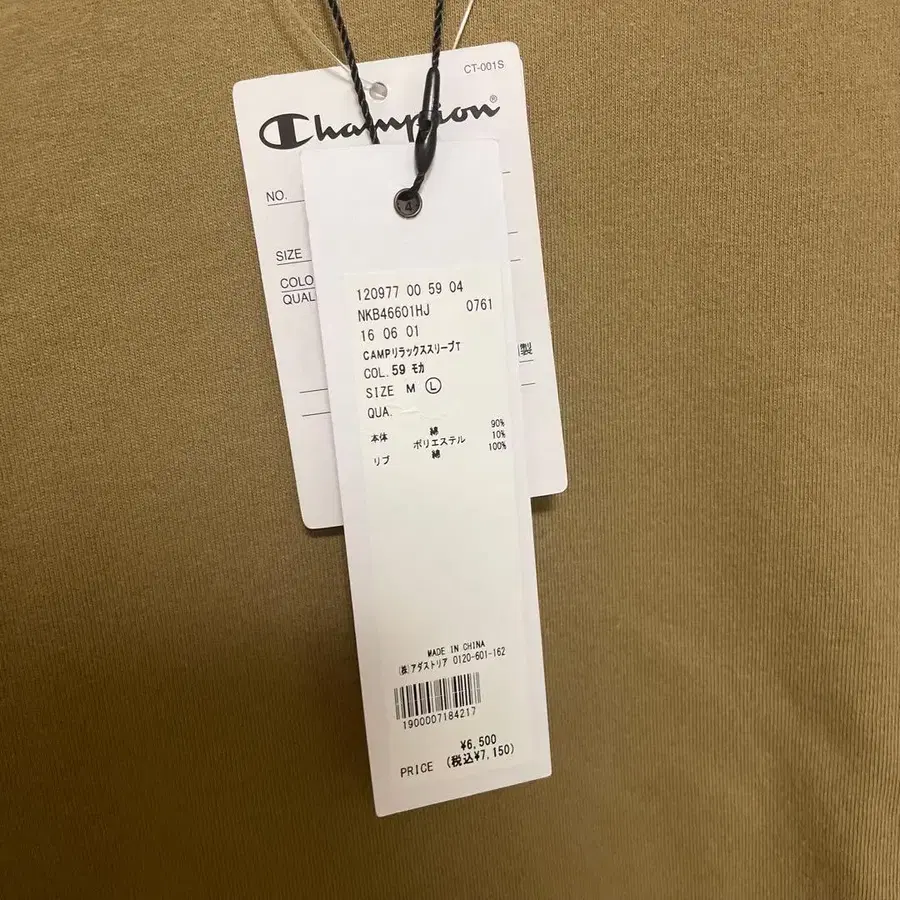 CT-001S
Champion®
NO.
SIZE
COLO
QUAL
製
4
120977 00 59 04
NKB46601HJ 0761
16 06 01
CAMPリラックススリーブT
COL.59 モカ
SIZE M Ⓛ
QUA.
本体 綿 90%
ポリエステル 10%
リブ 綿 100%
MADE IN CHINA
(株)アダストリア 0120-601-162
1900007184217
¥6,500
PRICE (税込¥7,150)